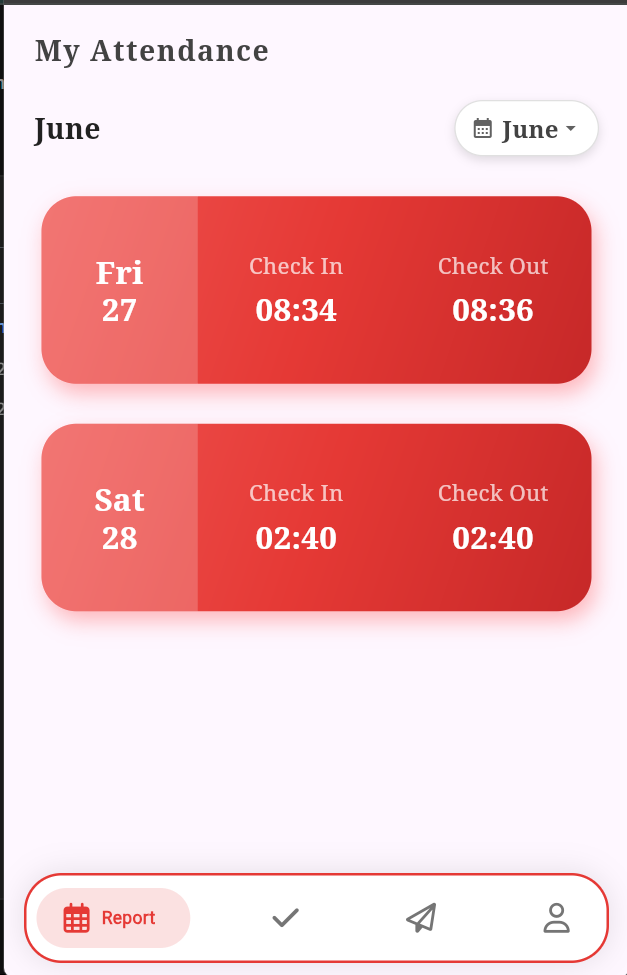 My Attendance
June
June
Fri
27
Check In
Check Out
08:34
08:36
Sat
28
Check In
Check Out
02:40
02:40
Report